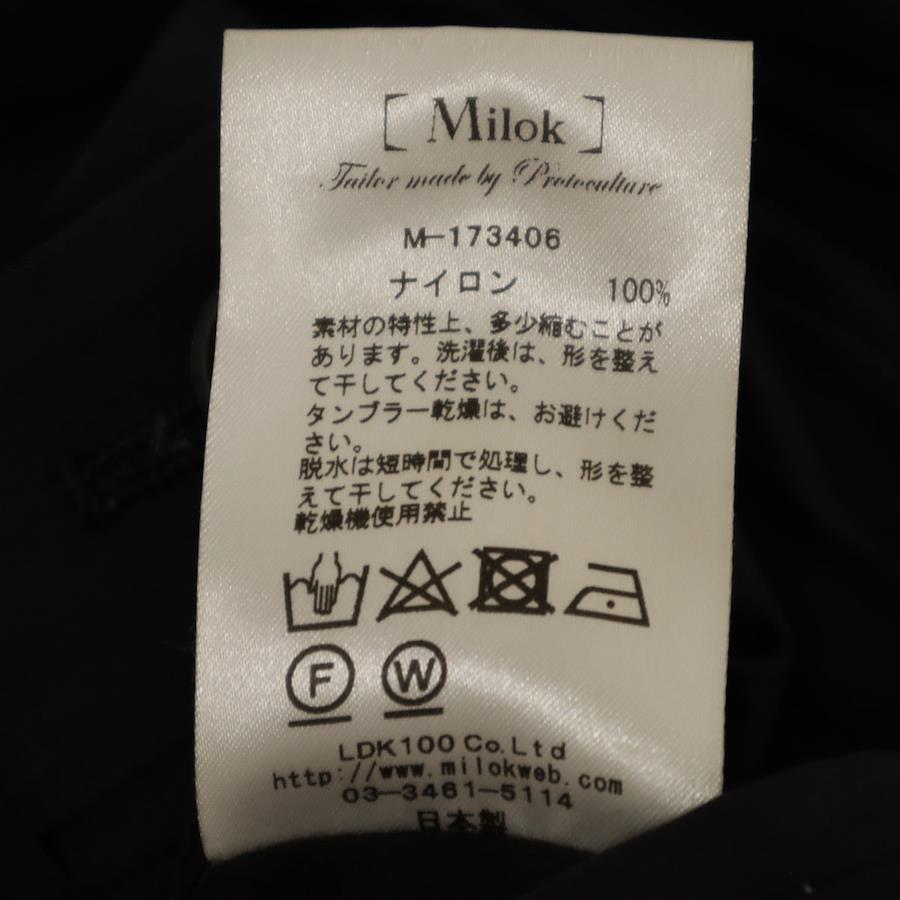 [ Milok ]
Tailor made by Protoculture
M-173406
ナイロン 100%
素材の特性上、多少縮むことが
あります。洗濯後は、形を整え
て干してください。
タンブラー乾燥は、お避けくだ
さい。
脱水は短時間で処理し、形を整
えて干してください。
乾燥機使用禁止
F W
LDK100 Co.Ltd
http://www.milokweb.com
03-3461-5114
日本製